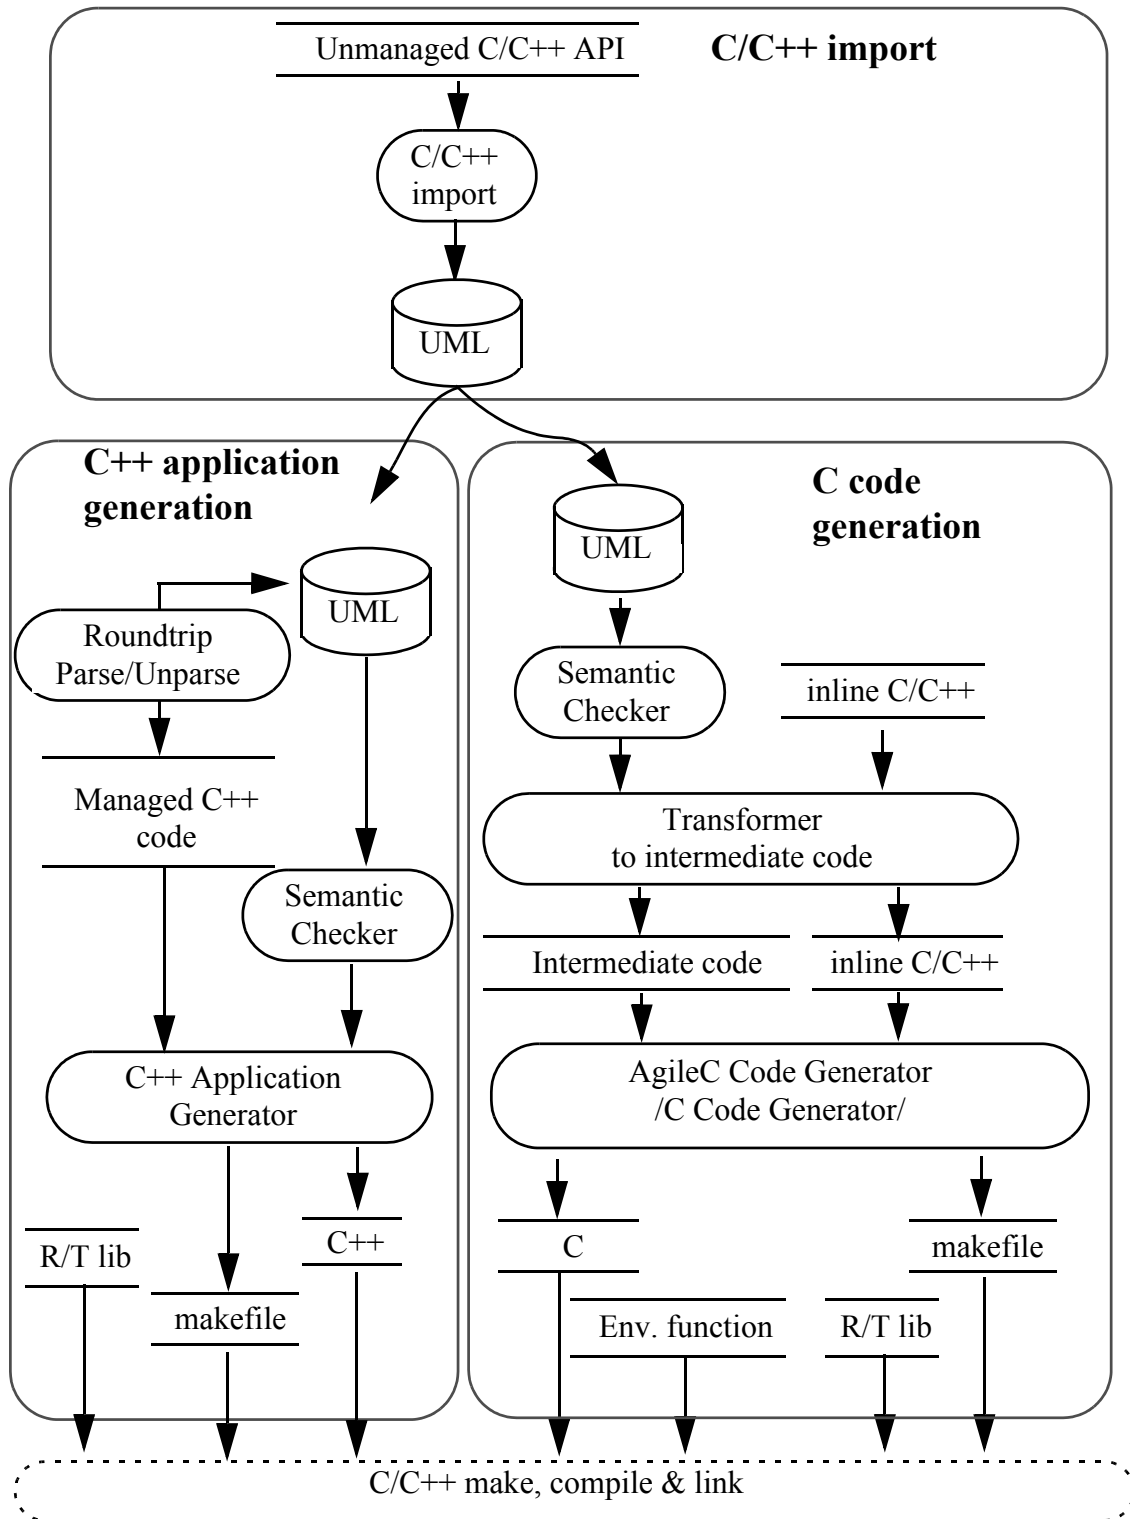 Unmanaged C/C++ API
C/C++ import
C/C++
import
UML
C++ application
generation
UML
Roundtrip
Parse/Unparse
Managed C++
code
Semantic
Checker
C++ Application
Generator
R/T lib
C++
makefile
C code
generation
UML
Semantic
Checker
inline C/C++
Transformer
to intermediate code
Intermediate code
inline C/C++
AgileC Code Generator
/C Code Generator/
C
makefile
Env. function
R/T lib
C/C++ make, compile & link